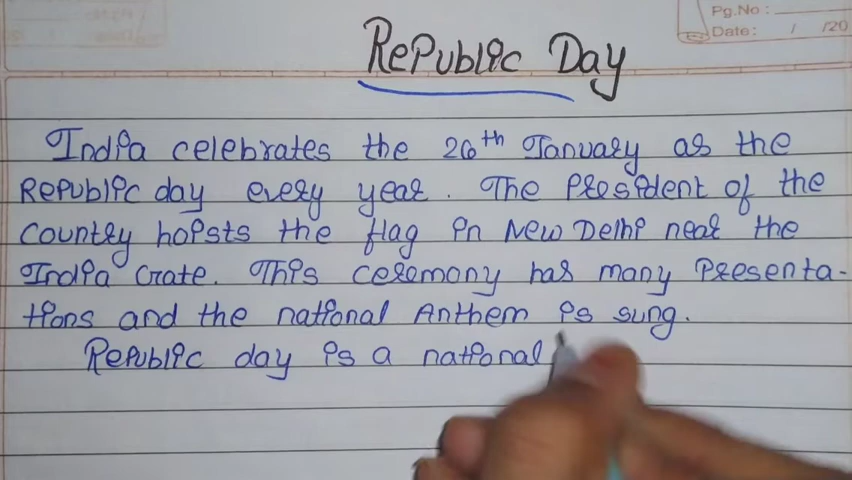 Pg.No:
Date: / /20
Republic Day
India celebrates the 26th January as the
Republic day every year. The President of the
Country hoists the flag in New Delhi near the
India Gate. This ceremony has many Presenta-
tions and the national Anthem is sung.
Republic day is a national